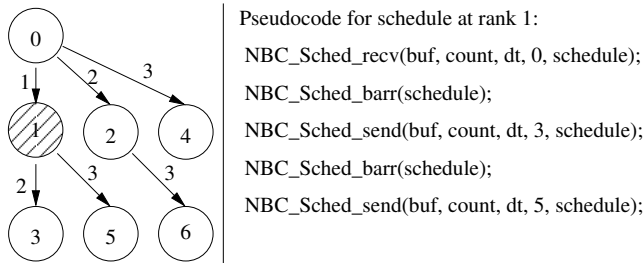 0
1
2
3
1
2
4
2
3
3
3
5
6
Pseudocode for schedule at rank 1:
NBC_Sched_recv(buf, count, dt, 0, schedule);
NBC_Sched_barr(schedule);
NBC_Sched_send(buf, count, dt, 3, schedule);
NBC_Sched_barr(schedule);
NBC_Sched_send(buf, count, dt, 5, schedule);